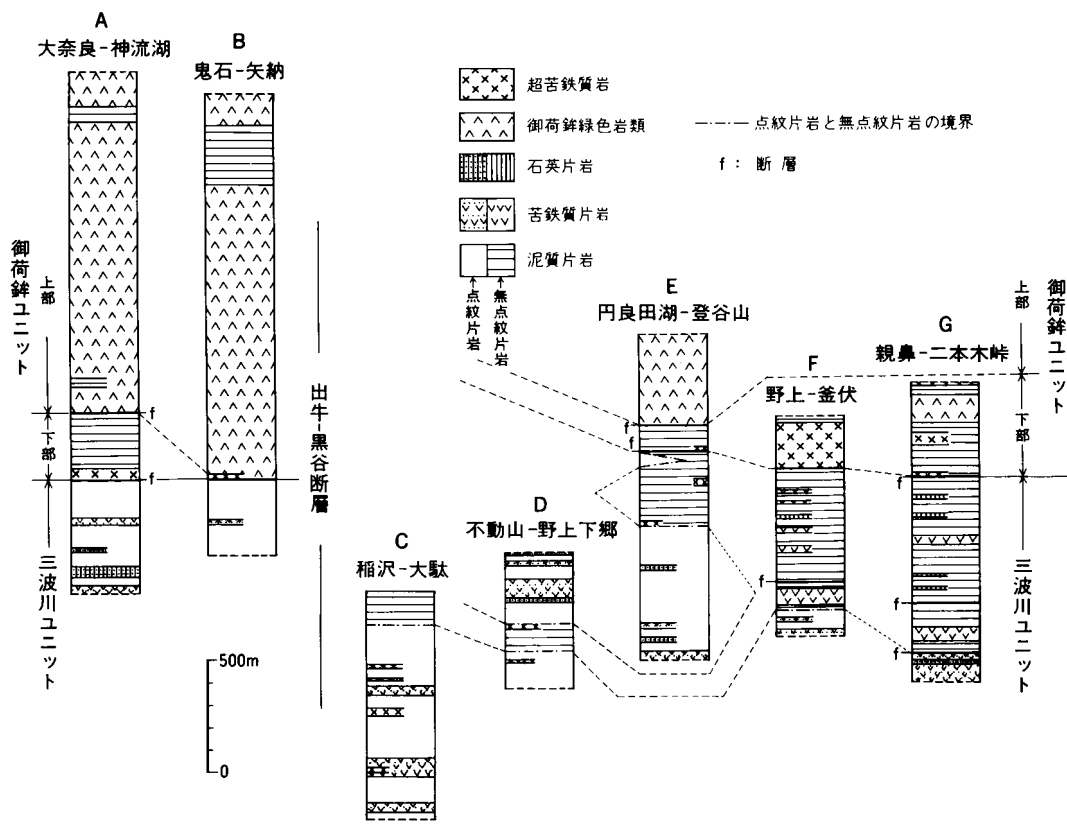 A
大奈良-神流湖
B
鬼石-矢納
超苦鉄質岩
御荷鉾緑色岩類
石英片岩
苦鉄質片岩
泥質片岩
点紋片岩
無点紋片岩
点紋片岩と無点紋片岩の境界
f: 断層
御荷鉾ユニット
上部
下部
三波川ユニット
f
f
出牛-黒谷断層
C
稲沢-大駄
D
不動山-野上下郷
E
円良田湖-登谷山
f
f
F
野上-釜伏
f
G
親鼻-二本木峠
f
f
f
御荷鉾ユニット
上部
下部
三波川ユニット
500m
0